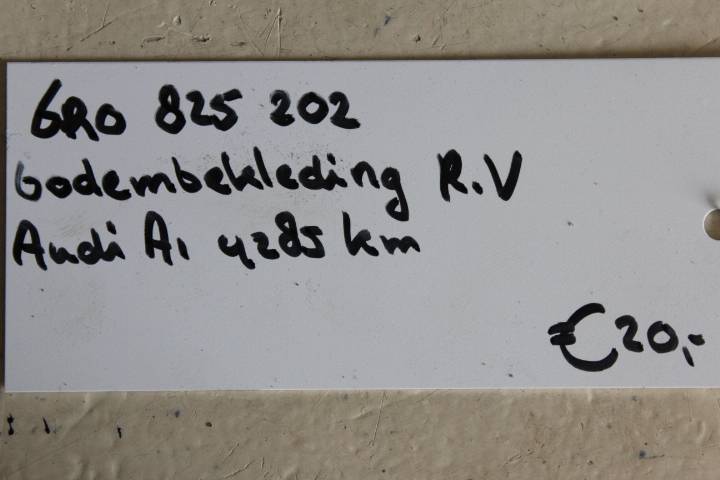 6R0 825 202
bodembekleding R.V
Audi A1 4285 km
€20,-